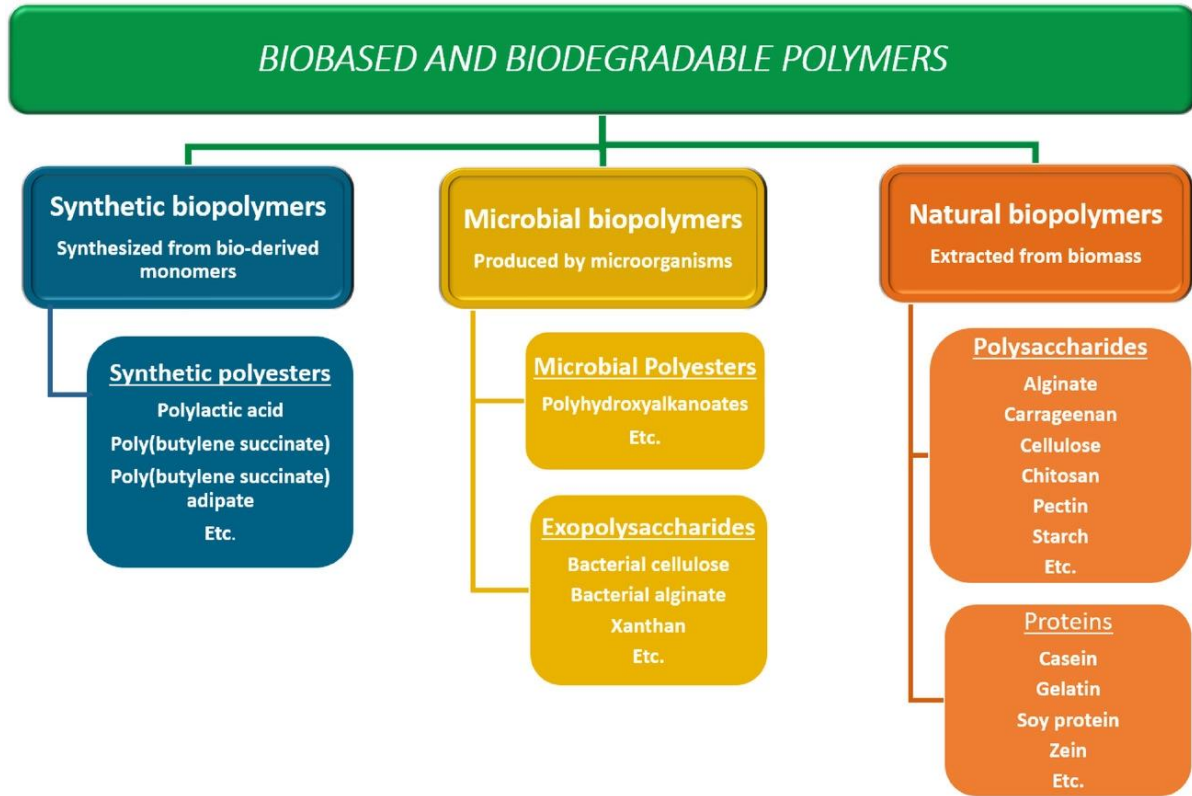 BIOBASED AND BIODEGRADABLE POLYMERS
Synthetic biopolymers
Synthesized from bio-derived
monomers
Synthetic polyesters
Polylactic acid
Poly(butylene succinate)
Poly(butylene succinate)
adipate
Etc.
Microbial biopolymers
Produced by microorganisms
Microbial Polyesters
Polyhydroxyalkanoates
Etc.
Exopolysaccharides
Bacterial cellulose
Bacterial alginate
Xanthan
Etc.
Natural biopolymers
Extracted from biomass
Polysaccharides
Alginate
Carrageenan
Cellulose
Chitosan
Pectin
Starch
Etc.
Proteins
Casein
Gelatin
Soy protein
Zein
Etc.